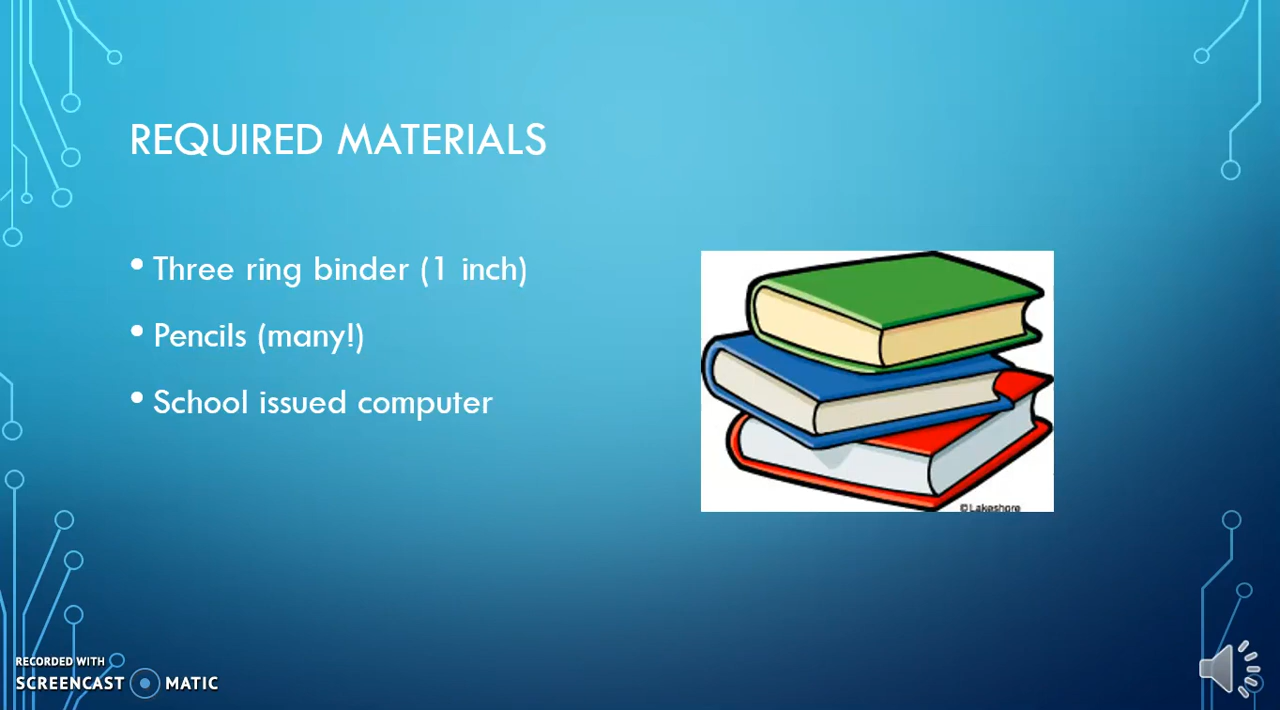 REQUIRED MATERIALS
• Three ring binder (1 inch)
• Pencils (many!)
• School issued computer
©Lakeshore
RECORDED WITH
SCREENCAST MATIC